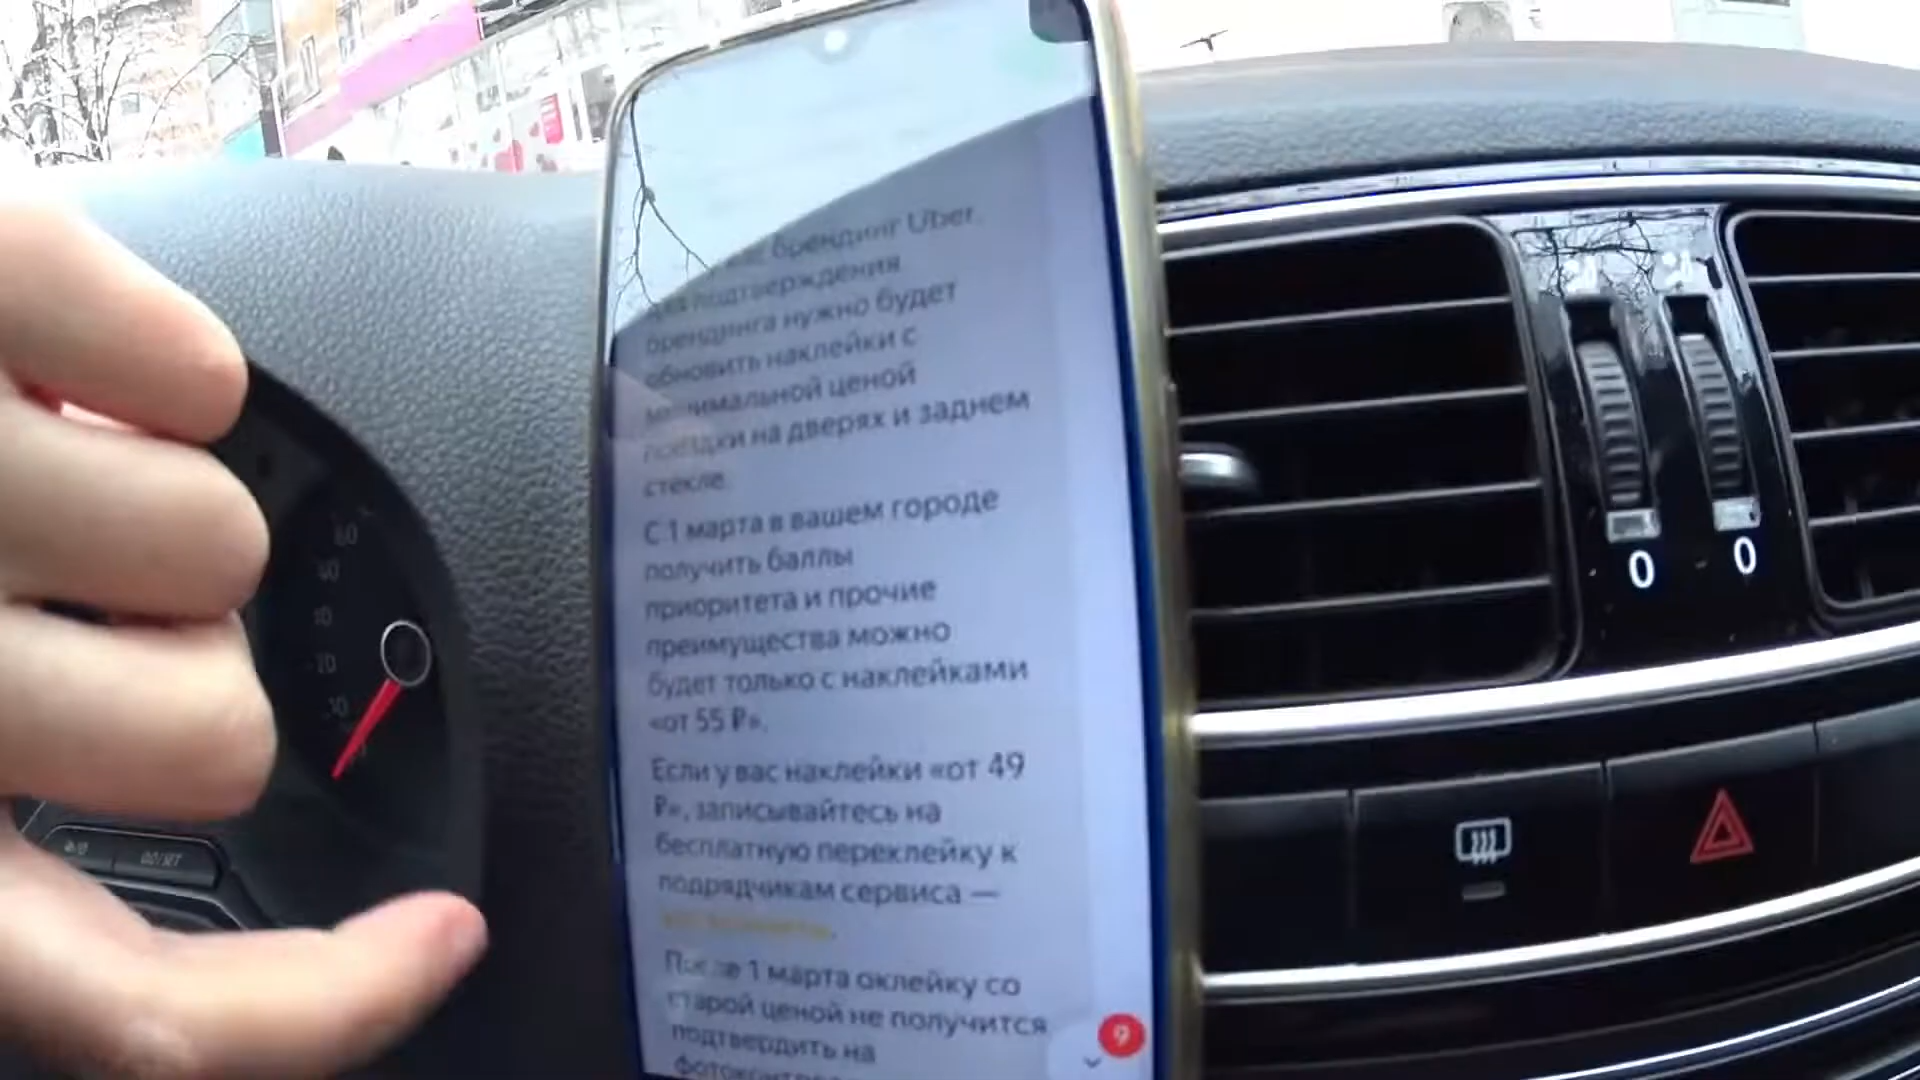 брендинг Uber.
подтверждения
брендинга нужно будет
обновить наклейки с
минимальной ценой
поездки на дверях и заднем
стекле.
С 1 марта в вашем городе
получить баллы
приоритета и прочие
преимущества можно
будет только с наклейками
«от 55 ₽».
Если у вас наклейки «от 49
₽», записывайтесь на
бесплатную переклейку к
подрядчикам сервиса —
После 1 марта оклейку со
старой ценой не получится
подтвердить на
9
0 0